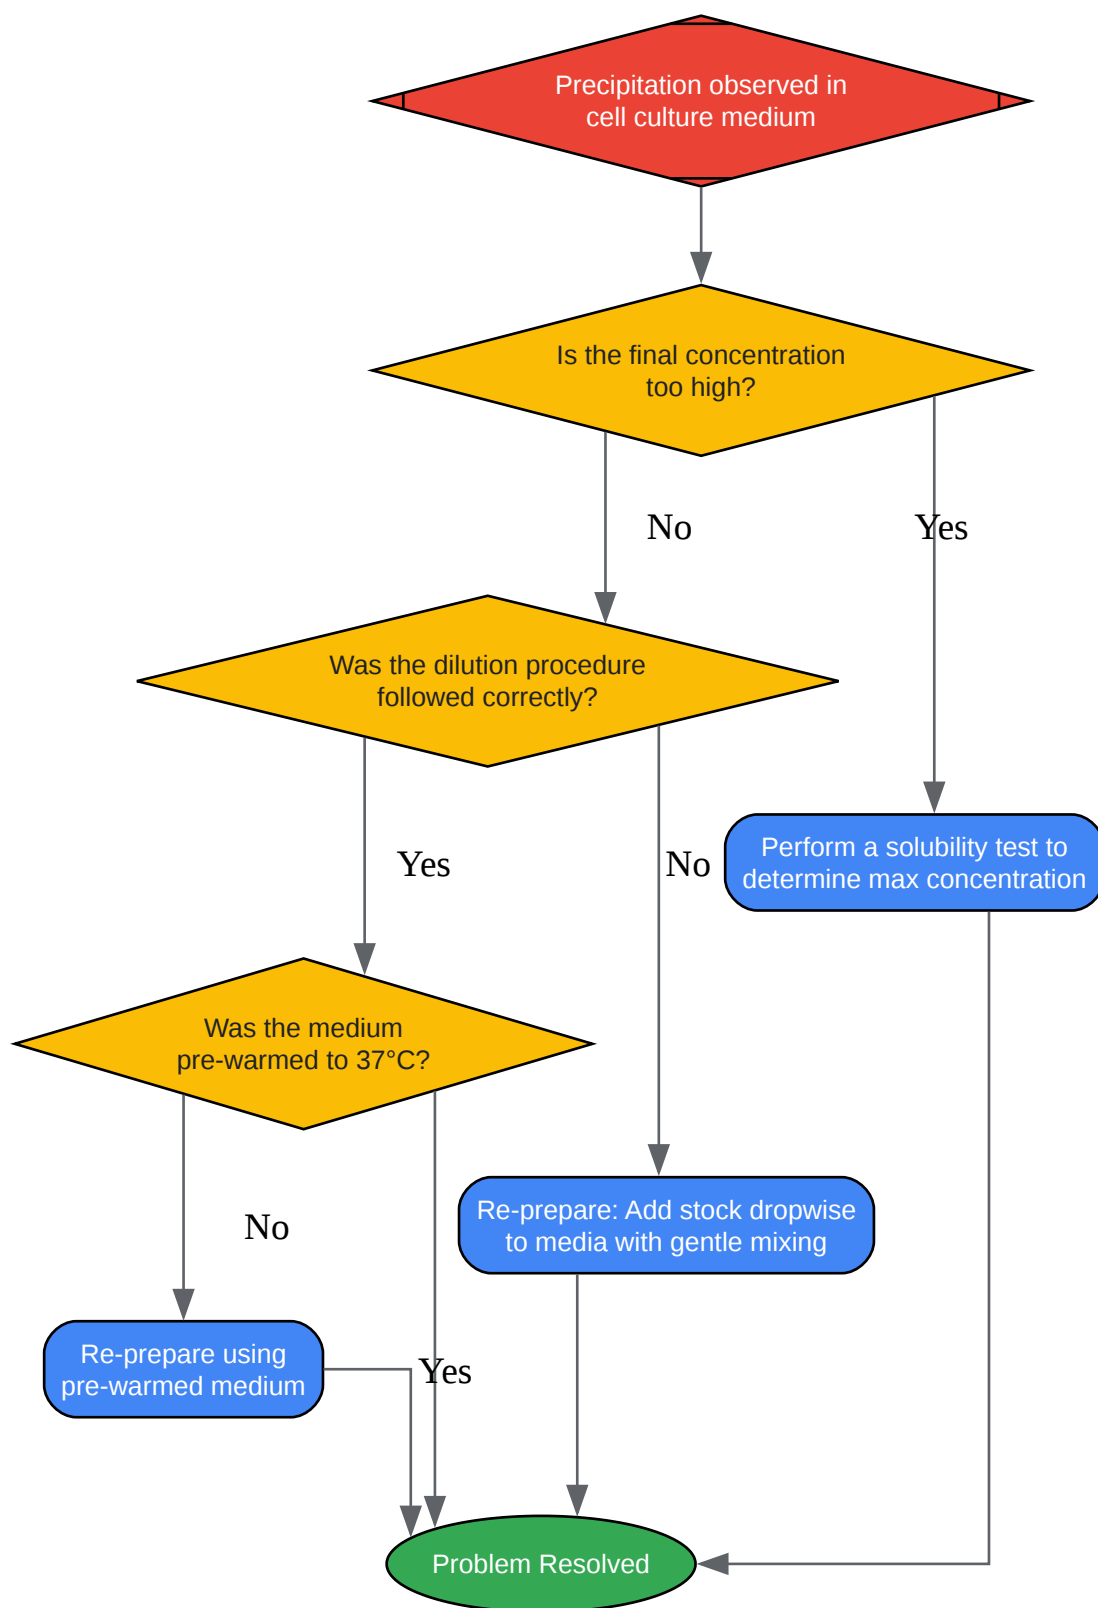 Precipitation observed in
cell culture medium
Is the final concentration
too high?
No
Yes
Was the dilution procedure
followed correctly?
Yes
No
Perform a solubility test to
determine max concentration
Was the medium
pre-warmed to 37°C?
No
Re-prepare: Add stock dropwise
to media with gentle mixing
Re-prepare using
pre-warmed medium
Yes
Problem Resolved